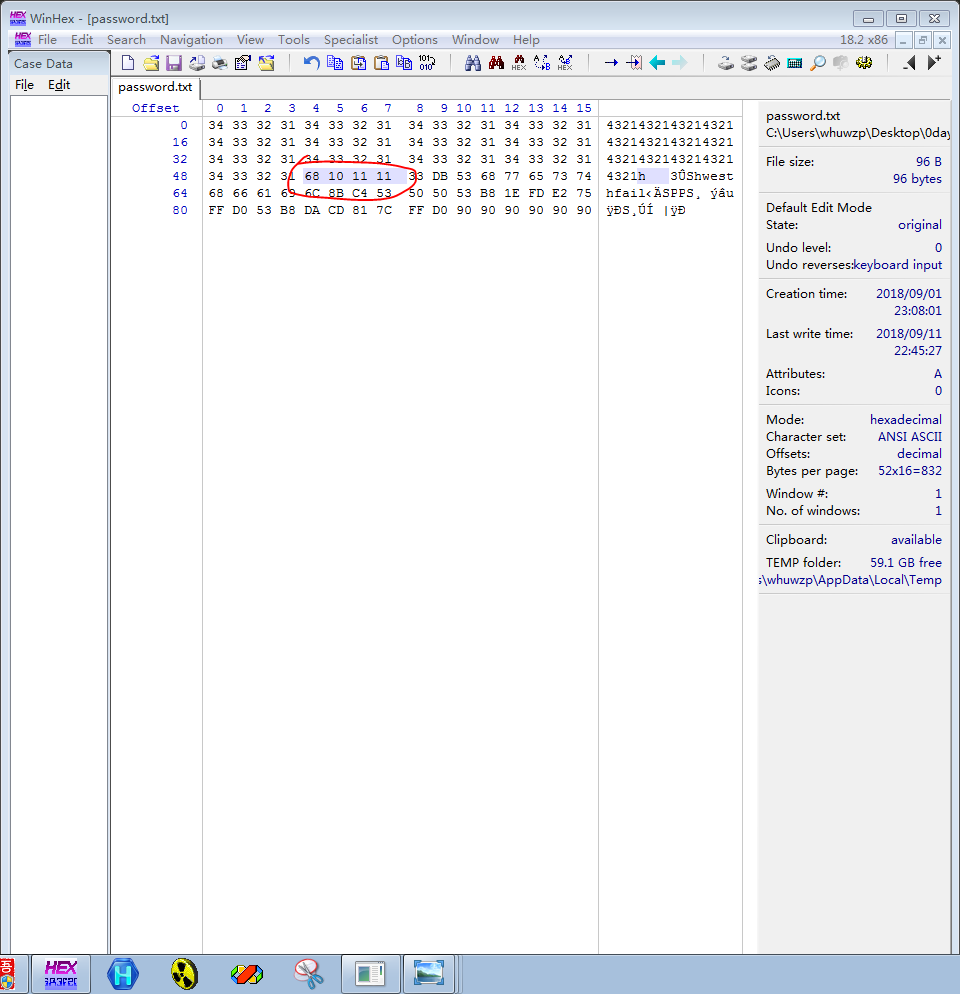 WinHex - [password.txt]
File Edit Search Navigation View Tools Specialist Options Window Help 18.2 x86
Case Data
File Edit
password.txt
Offset 0 1 2 3 4 5 6 7 8 9 10 11 12 13 14 15
0 34 33 32 31 34 33 32 31 34 33 32 31 34 33 32 31 4321432143214321
16 34 33 32 31 34 33 32 31 34 33 32 31 34 33 32 31 4321432143214321
32 34 33 32 31 34 33 32 31 34 33 32 31 34 33 32 31 4321432143214321
48 34 33 32 31 68 10 11 11 33 DB 53 68 77 65 73 74 4321h 3ÛShwest
64 68 66 61 69 6C 8B C4 53 50 50 53 B8 1E FD E2 75 hfail‹ÄSPPS¸ ýâu
80 FF D0 53 B8 DA CD 81 7C FF D0 90 90 90 90 90 90 ÿÐS¸ÚÍ |ÿÐ
password.txt
C:\Users\whuwzp\Desktop\0day
File size: 96 B
96 bytes
Default Edit Mode
State: original
Undo level: 0
Undo reverses: keyboard input
Creation time: 2018/09/01
23:08:01
Last write time: 2018/09/11
22:45:27
Attributes: A
Icons: 0
Mode: hexadecimal
Character set: ANSI ASCII
Offsets: decimal
Bytes per page: 52x16=832
Window #: 1
No. of windows: 1
Clipboard: available
TEMP folder: 59.1 GB free
s\whuwzp\AppData\Local\Temp
HEX